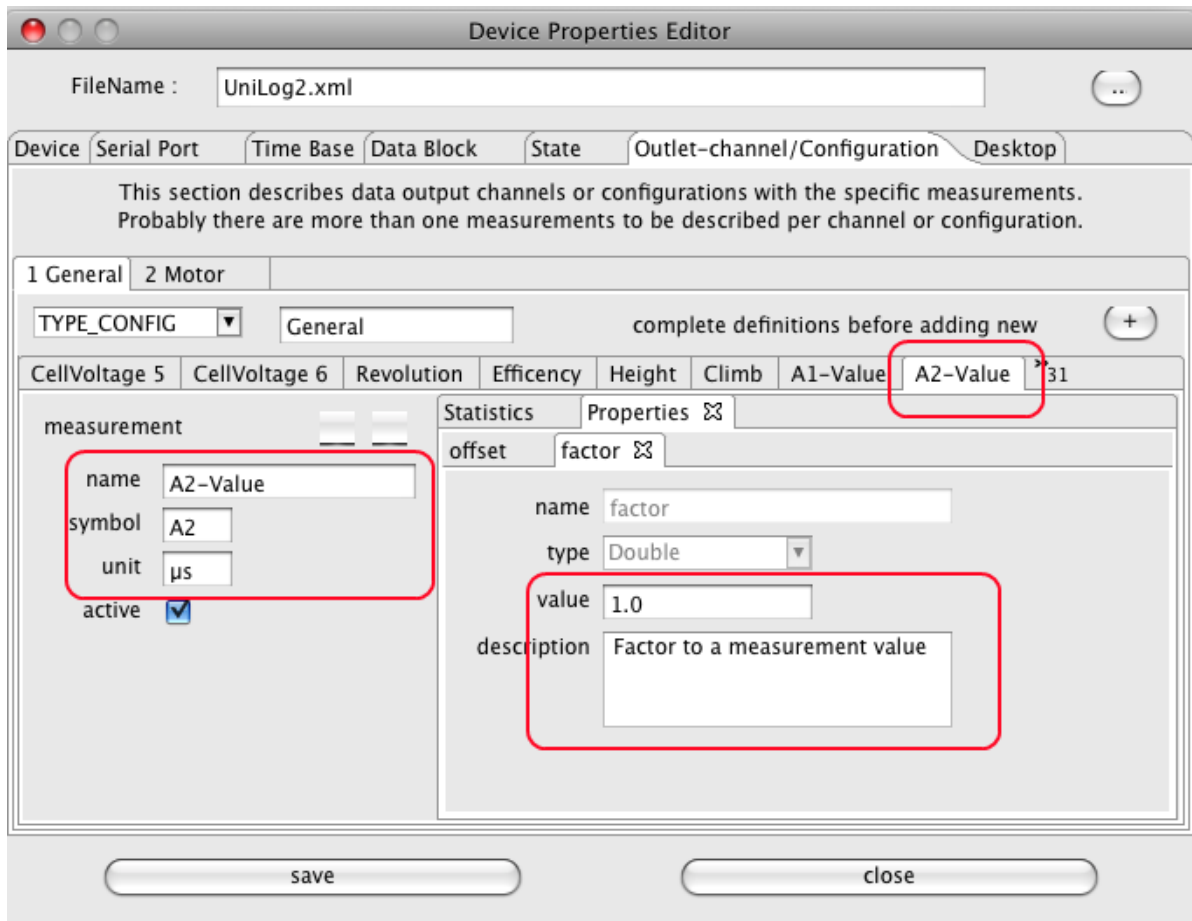 Device Properties Editor
FileName : UniLog2.xml ...
Device Serial Port Time Base Data Block State Outlet-channel/Configuration Desktop
This section describes data output channels or configurations with the specific measurements.
Probably there are more than one measurements to be described per channel or configuration.
1 General 2 Motor
TYPE_CONFIG General complete definitions before adding new +
CellVoltage 5 CellVoltage 6 Revolution Efficency Height Climb A1-Value A2-Value »31
measurement
name A2-Value
symbol A2
unit µs
active
Statistics Properties
offset factor
name factor
type Double
value 1.0
description Factor to a measurement value
save close